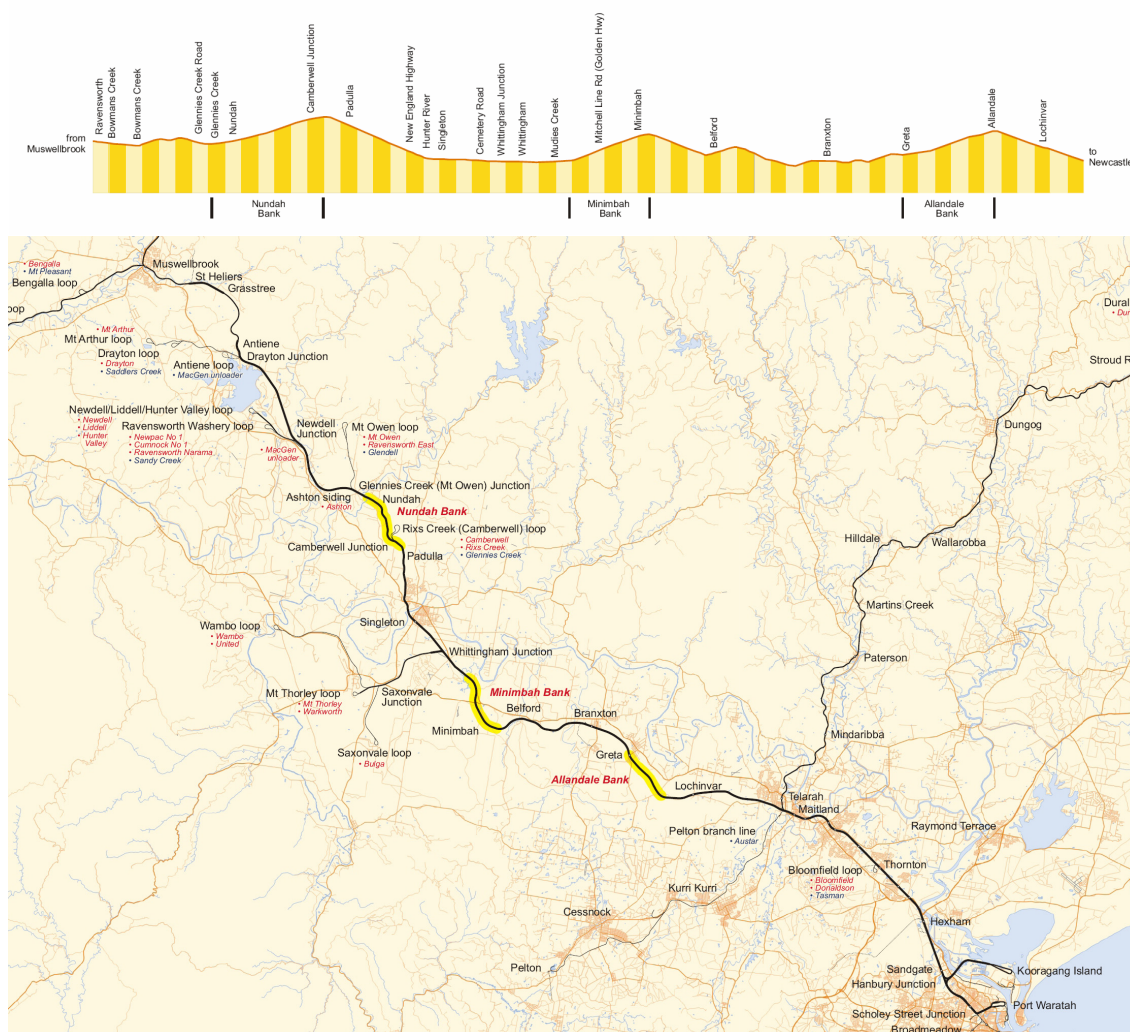 Ravensworth
Bowmans Creek
Bowmans Creek
Glennies Creek Road
Glennies Creek
Nundah
Camberwell Junction
Padulla
New England Highway
Hunter River
Singleton
Cemetery Road
Whittingham Junction
Whittingham
Mudies Creek
Mitchell Line Rd (Golden Hwy)
Minimbah
Belford
Branxton
Greta
Allandale
Lochinvar
from
Muswellbrook
to
Newcastle
Nundah
Bank
Minimbah
Bank
Allandale
Bank
• Bengalla
• Mt Pleasant
Bengalla loop
oop
Muswellbrook
St Heliers
Grasstree
• Mt Arthur
Mt Arthur loop
Drayton loop
• Drayton
• Saddlers Creek
Antiene
Drayton Junction
Antiene loop
• MacGen unloader
Newdell/Liddell/Hunter Valley loop
• Newdell
• Liddell
• Hunter
Valley
Ravensworth Washery loop
• Newpac No 1
• Cumnock No 1
• Ravensworth Narama
• Sandy Creek
Newdell
Junction
• MacGen
unloader
Mt Owen loop
• Mt Owen
• Ravensworth East
• Glendell
Glennies Creek (Mt Owen) Junction
Ashton siding
• Ashton
Nundah
Nundah Bank
Rixs Creek (Camberwell) loop
• Camberwell
• Rixs Creek
• Glennies Creek
Camberwell Junction
Padulla
Singleton
Wambo loop
• Wambo
• United
Whittingham Junction
Mt Thorley loop
• Mt Thorley
• Warkworth
Saxonvale
Junction
Saxonvale loop
• Bulga
Minimbah Bank
Minimbah
Belford
Branxton
Greta
Allandale Bank
Lochinvar
Dural
• Dur
Stroud R
Dungog
Hilldale
Wallarobba
Martins Creek
Paterson
Mindaribba
Telarah
Maitland
Pelton branch line
• Austar
Raymond Terrace
Thornton
Bloomfield loop
• Bloomfield
• Donaldson
• Tasman
Kurri Kurri
Cessnock
Pelton
Hexham
Sandgate
Hanbury Junction
Kooragang Island
Port Waratah
Scholey Street Junction
Broadmeadow